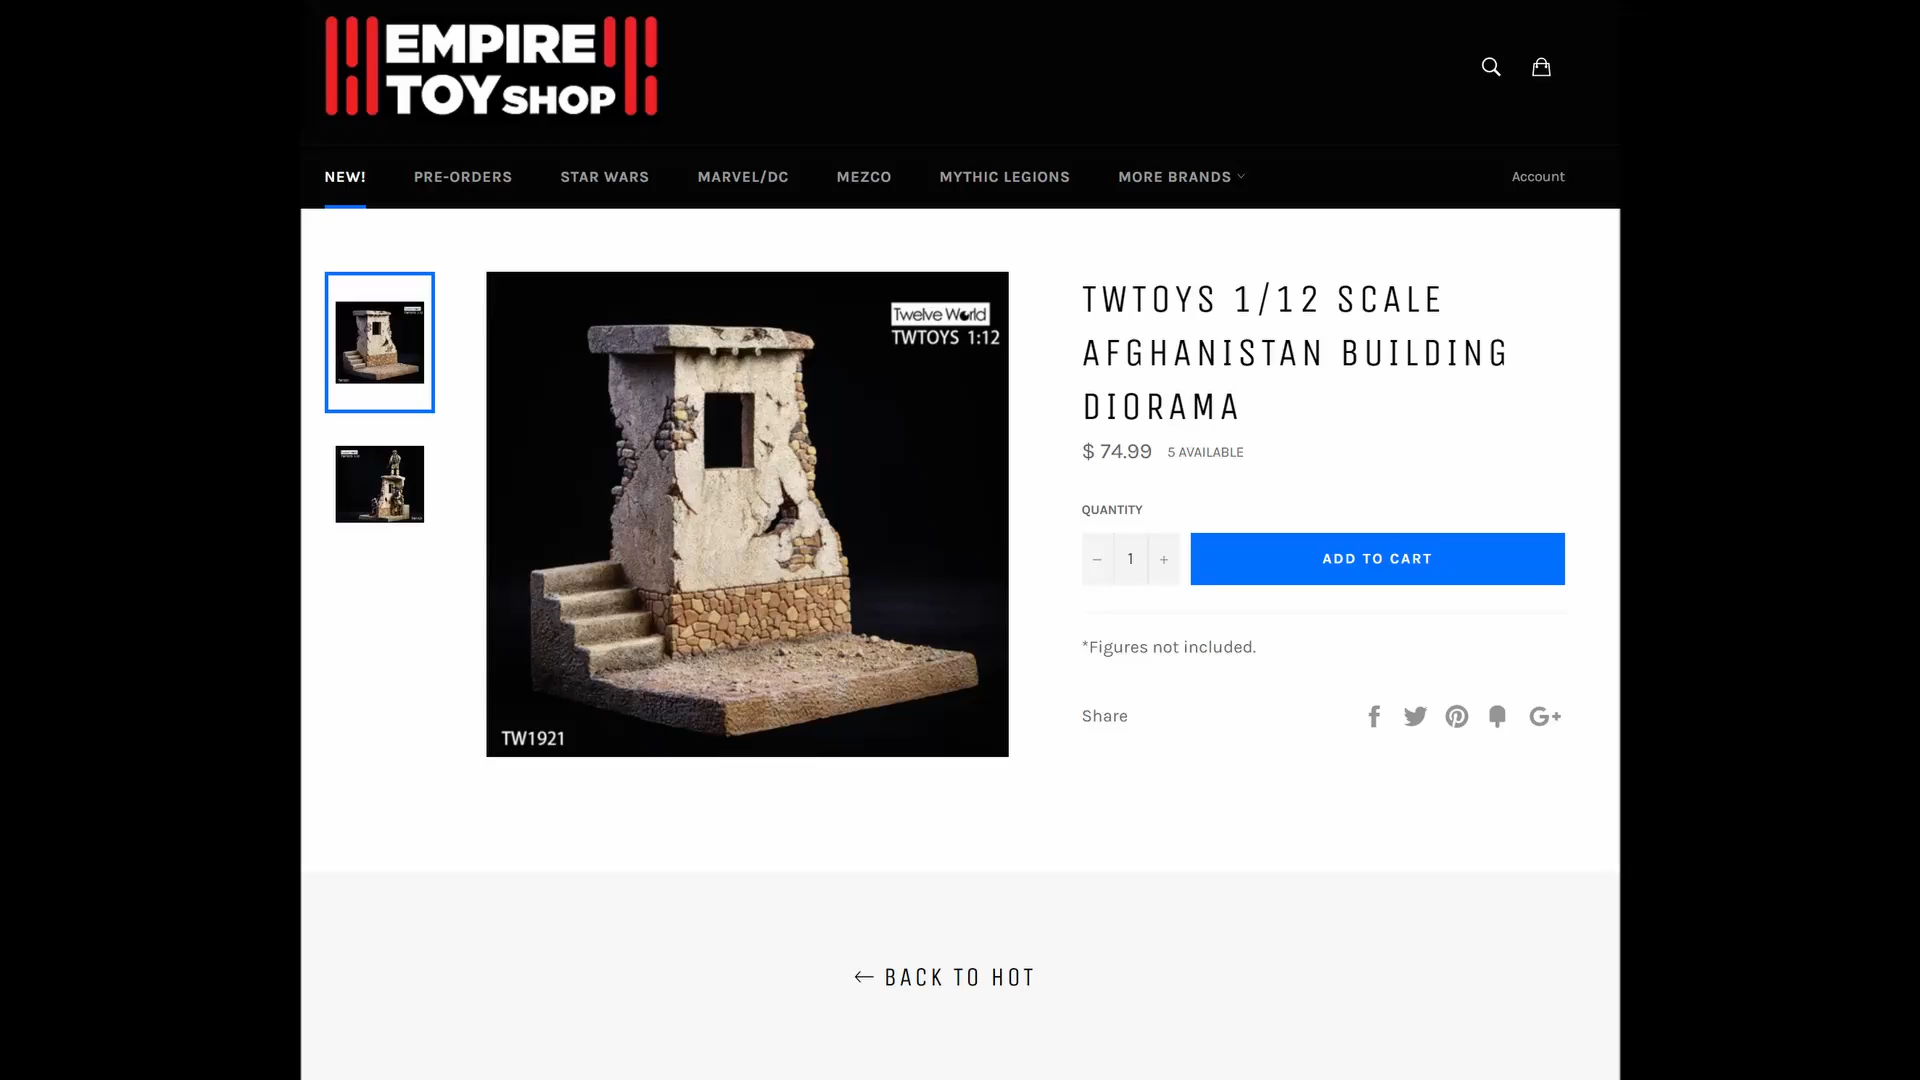 EMPIRE
TOY SHOP
NEW!
PRE-ORDERS
STAR WARS
MARVEL/DC
MEZCO
MYTHIC LEGIONS
MORE BRANDS
Account
Twelve World
TWTOYS 1:12
TW1921
TWTOYS 1/12 SCALE
AFGHANISTAN BUILDING
DIORAMA
$ 74.99 5 AVAILABLE
QUANTITY
− 1 +
ADD TO CART
*Figures not included.
Share
G+
← BACK TO HOT